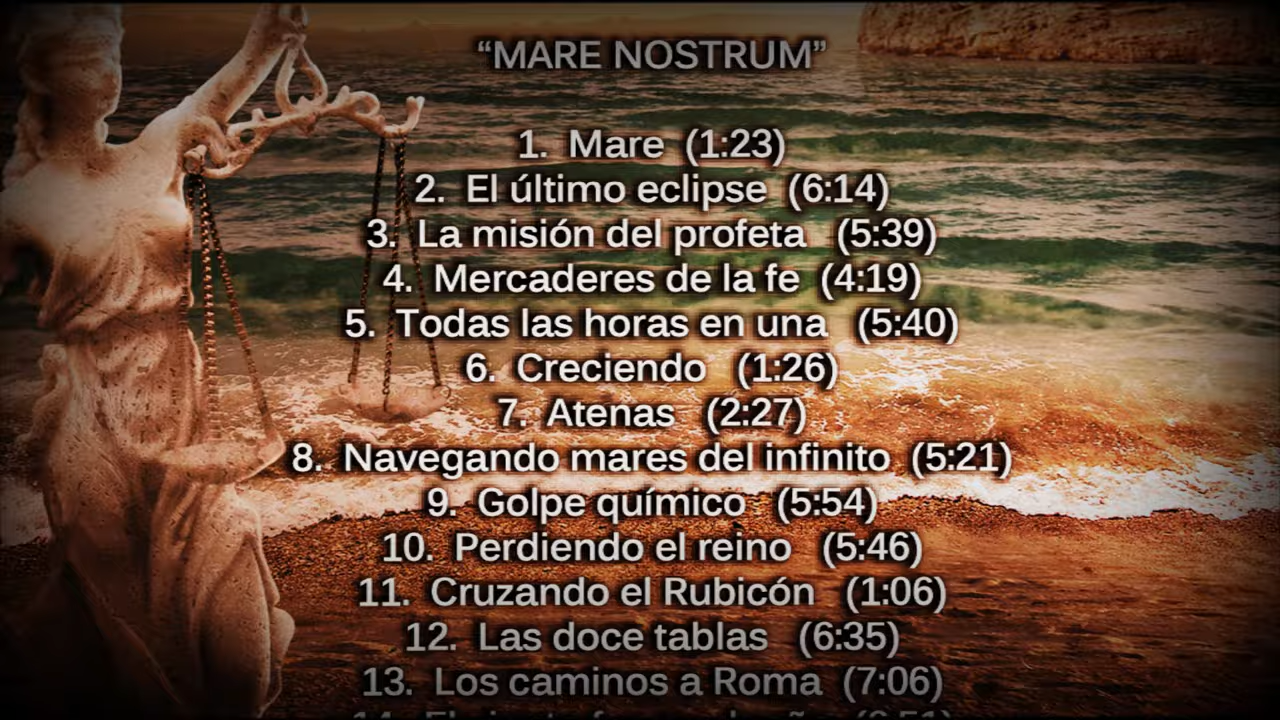 “MARE NOSTRUM”
1. Mare (1:23)
2. El último eclipse (6:14)
3. La misión del profeta (5:39)
4. Mercaderes de la fe (4:19)
5. Todas las horas en una (5:40)
6. Creciendo (1:26)
7. Atenas (2:27)
8. Navegando mares del infinito (5:21)
9. Golpe químico (5:54)
10. Perdiendo el reino (5:46)
11. Cruzando el Rubicón (1:06)
12. Las doce tablas (6:35)
13. Los caminos a Roma (7:06)
14. El